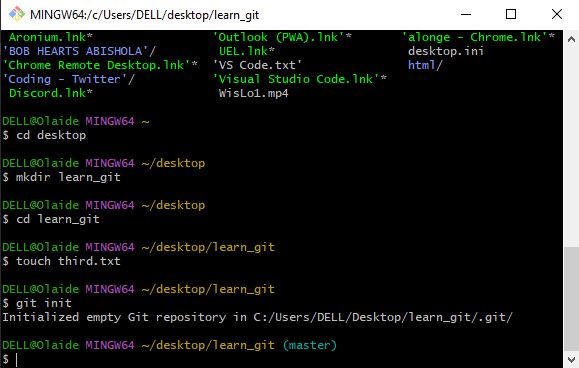 MINGW64:/c/Users/DELL/desktop/learn_git
 Aronium.lnk*                'Outlook (PWA).lnk'*         'alonge - Chrome.lnk'*
'BOB HEARTS ABISHOLA'/        UEL.lnk*                     desktop.ini
'Chrome Remote Desktop.lnk'* 'VS Code.txt'                 html/
'Coding - Twitter'/          'Visual Studio Code.lnk'*
 Discord.lnk*                 WisLo1.mp4
DELL@Olaide MINGW64 ~
$ cd desktop
DELL@Olaide MINGW64 ~/desktop
$ mkdir learn_git
DELL@Olaide MINGW64 ~/desktop
$ cd learn_git
DELL@Olaide MINGW64 ~/desktop/learn_git
$ touch third.txt
DELL@Olaide MINGW64 ~/desktop/learn_git
$ git init
Initialized empty Git repository in C:/Users/DELL/Desktop/learn_git/.git/
DELL@Olaide MINGW64 ~/desktop/learn_git (master)
$